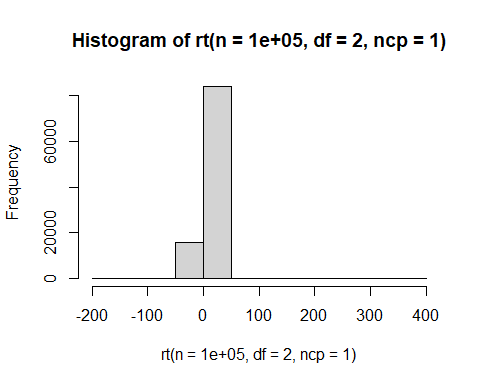 Histogram of rt(n = 1e+05, df = 2, ncp = 1)
Frequency
60000
20000
0
-200 -100 0 100 200 300 400
rt(n = 1e+05, df = 2, ncp = 1)